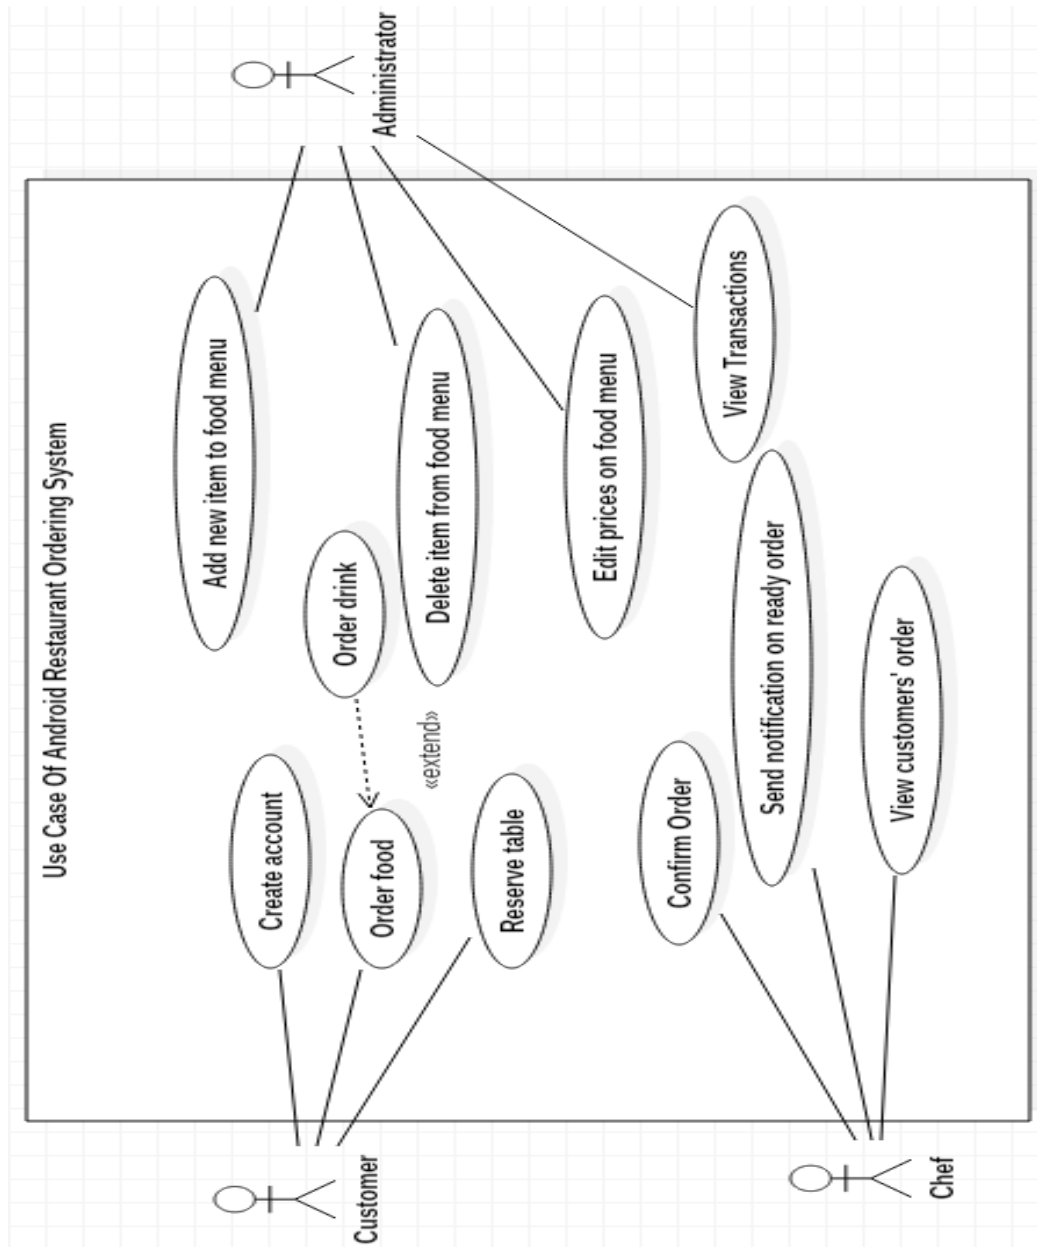 Use Case Of Android Restaurant Ordering System
Add new item to food menu
Create account
Order drink
Order food
«extend»
Delete item from food menu
Reserve table
Edit prices on food menu
Confirm Order
View Transactions
Send notification on ready order
View customers' order
Customer
Administrator
Chef